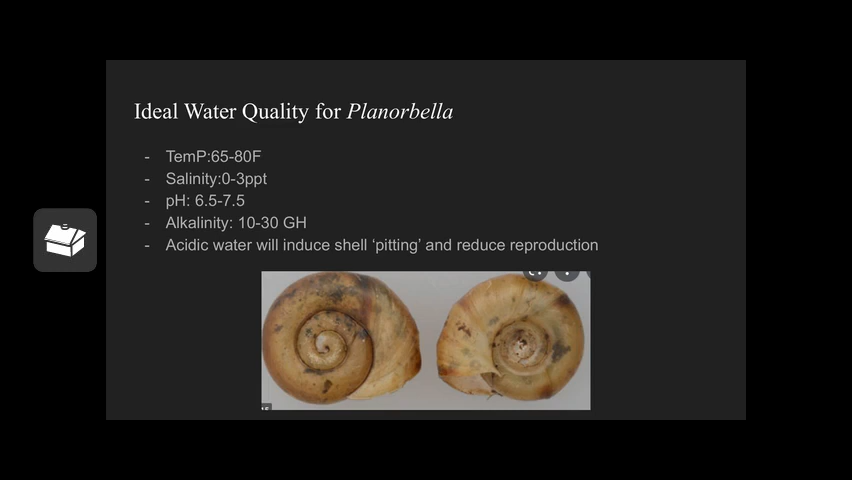 Ideal Water Quality for Planorbella
- TemP:65-80F
- Salinity:0-3ppt
- pH: 6.5-7.5
- Alkalinity: 10-30 GH
- Acidic water will induce shell ‘pitting’ and reduce reproduction